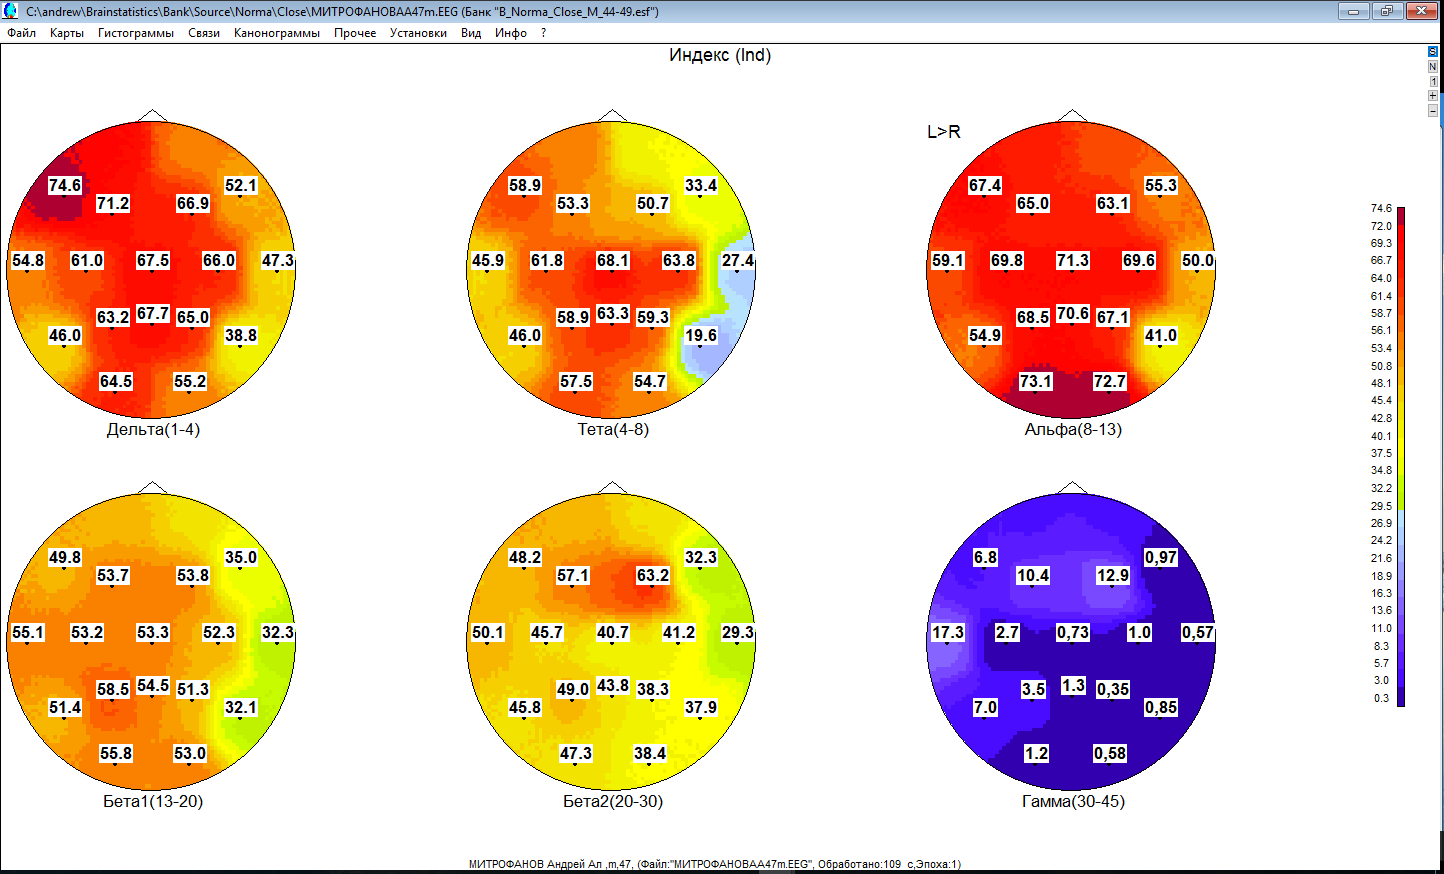 C:\andrew\Brainstatistics\Bank\Source\Norma\Close\МИТРОФАНОВАА47m.EEG (Банк "B_Norma_Close_M_44-49.esf")
Файл Карты Гистограммы Связи Канонограммы Прочее Установки Вид Инфо ?
Индекс (Ind)
S
N
1
+
−
74.6 52.1
71.2 66.9
54.8 61.0 67.5 66.0 47.3
63.2 67.7 65.0
46.0 38.8
64.5 55.2
Дельта(1-4)
58.9 33.4
53.3 50.7
45.9 61.8 68.1 63.8 27.4
58.9 63.3 59.3
46.0 19.6
57.5 54.7
Тета(4-8)
L>R
67.4 55.3
65.0 63.1
59.1 69.8 71.3 69.6 50.0
68.5 70.6 67.1
54.9 41.0
73.1 72.7
Альфа(8-13)
49.8 35.0
53.7 53.8
55.1 53.2 53.3 52.3 32.3
58.5 54.5 51.3
51.4 32.1
55.8 53.0
Бета1(13-20)
48.2 32.3
57.1 63.2
50.1 45.7 40.7 41.2 29.3
49.0 43.8 38.3
45.8 37.9
47.3 38.4
Бета2(20-30)
6.8 0,97
10.4 12.9
17.3 2.7 0,73 1.0 0,57
3.5 1.3 0,35
7.0 0,85
1.2 0,58
Гамма(30-45)
74.6
72.0
69.3
66.7
64.0
61.4
58.7
56.1
53.4
50.8
48.1
45.4
42.8
40.1
37.5
34.8
32.2
29.5
26.9
24.2
21.6
18.9
16.3
13.6
11.0
8.3
5.7
3.0
0.3
МИТРОФАНОВ Андрей Ал ,m,47, (Файл:"МИТРОФАНОВАА47m.EEG", Обработано:109 с,Эпоха:1)